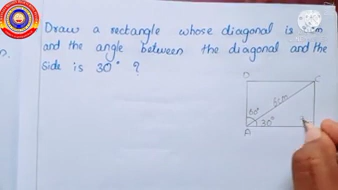 Draw a rectangle whose diagonal is
and the angle between the diagonal and the
side is 30° ?
D C
60° 6cm
30°
A